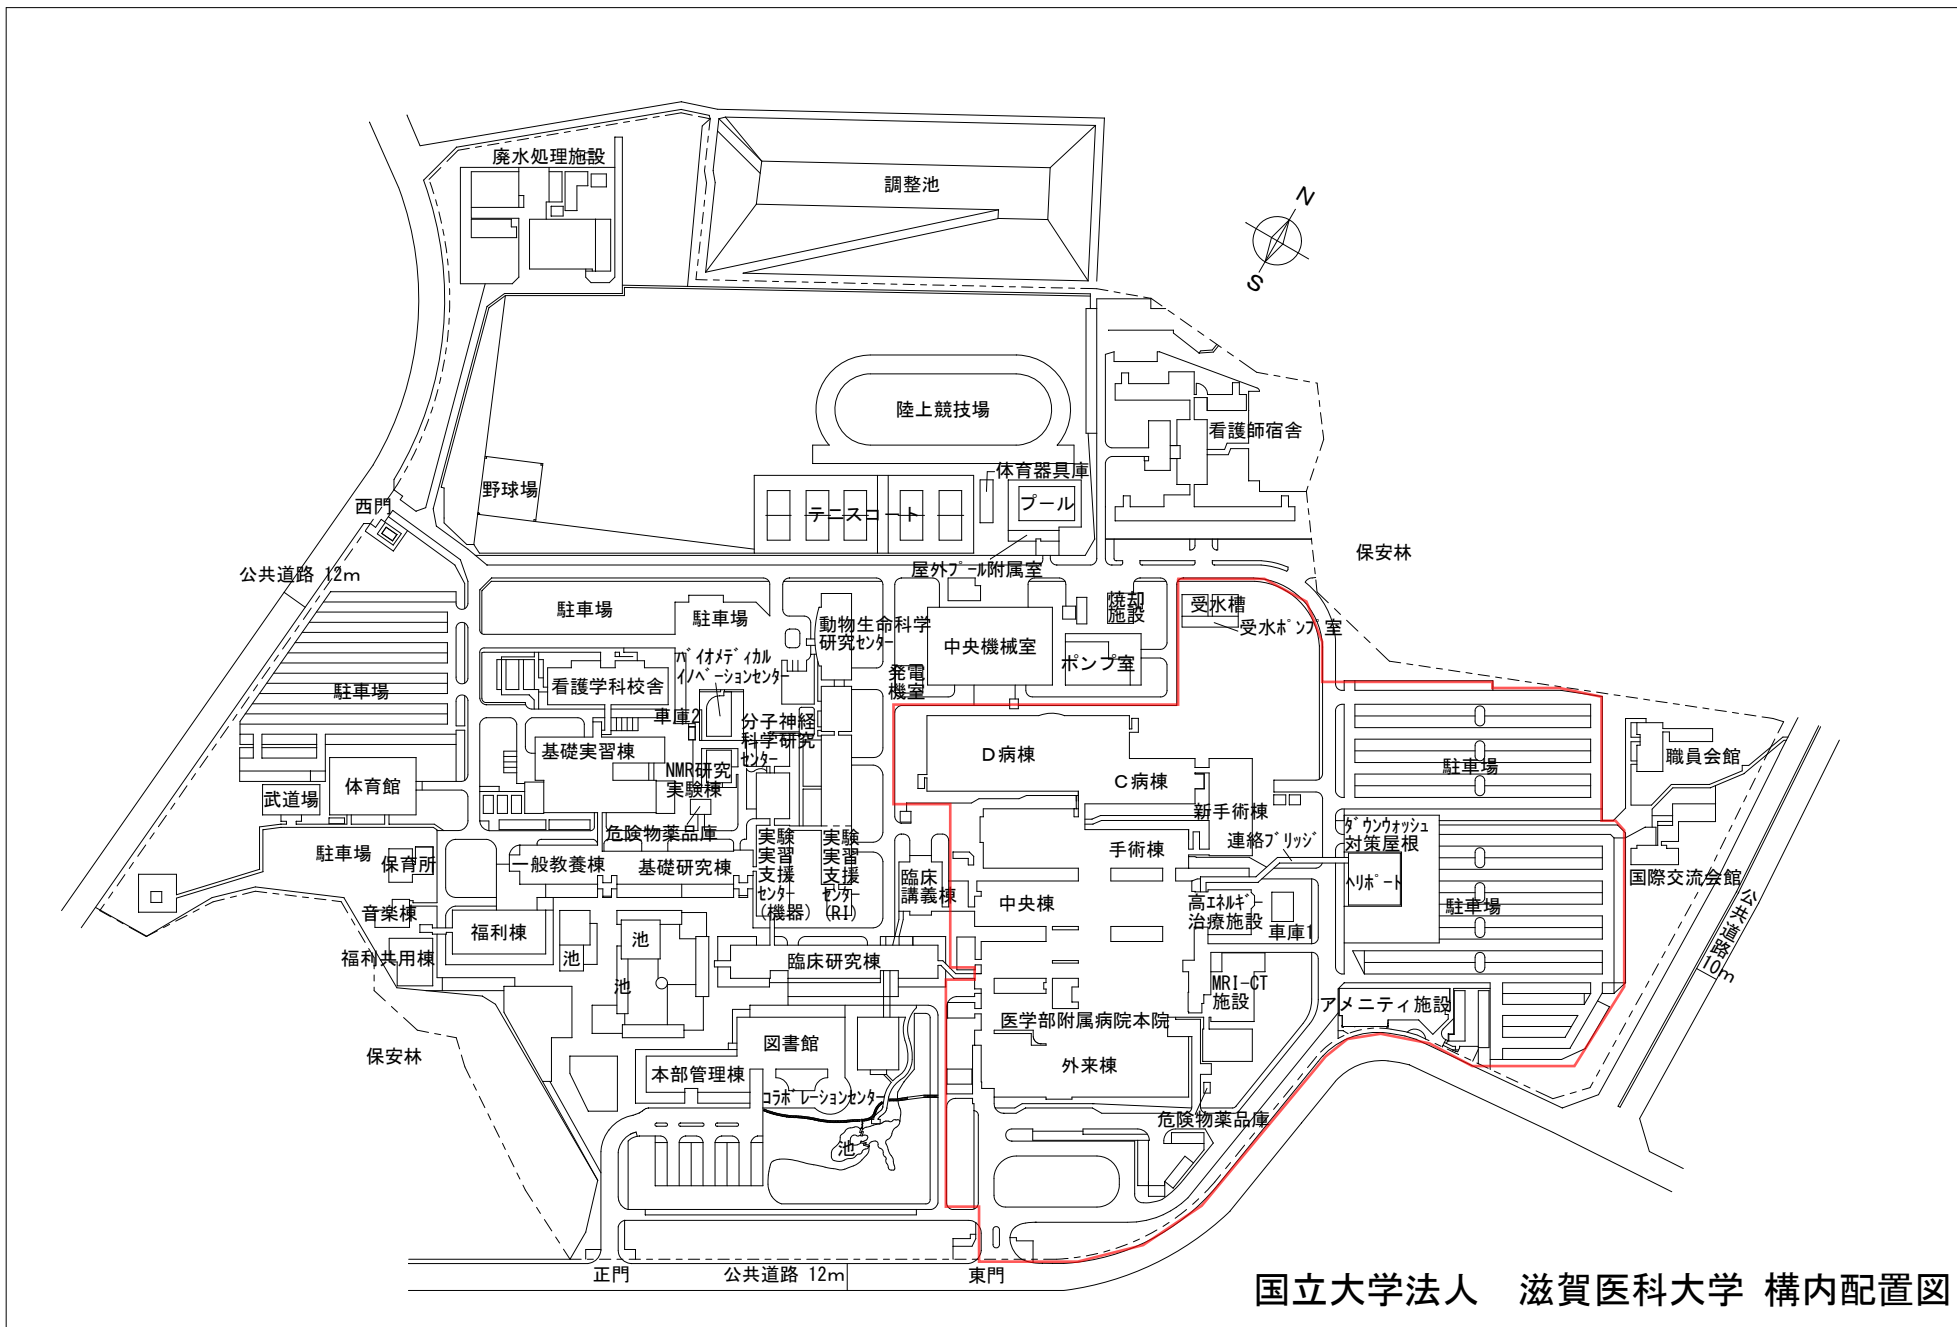 廃水処理施設
調整池
N
S
陸上競技場
看護師宿舎
体育器具庫
野球場
プール
テニスコート
西門
保安林
公共道路 12m
屋外ﾌﾟｰﾙ附属室
駐車場
駐車場
焼却
施設
受水槽
受水ﾎﾟﾝﾌﾟ室
動物生命科学
研究ｾﾝﾀｰ
中央機械室
ポンプ室
ﾊﾞｲｵﾒﾃﾞｨｶﾙ
ｲﾉﾍﾞｰｼｮﾝｾﾝﾀｰ
看護学科校舎
駐車場
発電
機室
車庫2
分子神経
科学研究
ｾﾝﾀｰ
基礎実習棟
D病棟
C病棟
職員会館
駐車場
NMR研究
実験棟
体育館
武道場
新手術棟
危険物薬品庫
実験
実習
支援
ｾﾝﾀｰ
(機器)
実験
実習
支援
ｾﾝﾀｰ
(RI)
連絡ﾌﾞﾘｯｼﾞ
ﾀﾞｳﾝｳｫｯｼｭ
対策屋根
手術棟
駐車場
保育所
一般教養棟
基礎研究棟
臨床
講義棟
ﾍﾘﾎﾟｰﾄ
国際交流会館
中央棟
高ｴﾈﾙｷﾞｰ
治療施設
車庫1
駐車場
公共道路
10m
音楽棟
福利棟
池
池
福利共用棟
臨床研究棟
池
MRI-CT
施設
アメニティ施設
医学部附属病院本院
図書館
保安林
本部管理棟
外来棟
ｺﾗﾎﾞﾚｰｼｮﾝｾﾝﾀｰ
危険物薬品庫
池
正門
公共道路 12m
東門
国立大学法人　滋賀医科大学 構内配置図